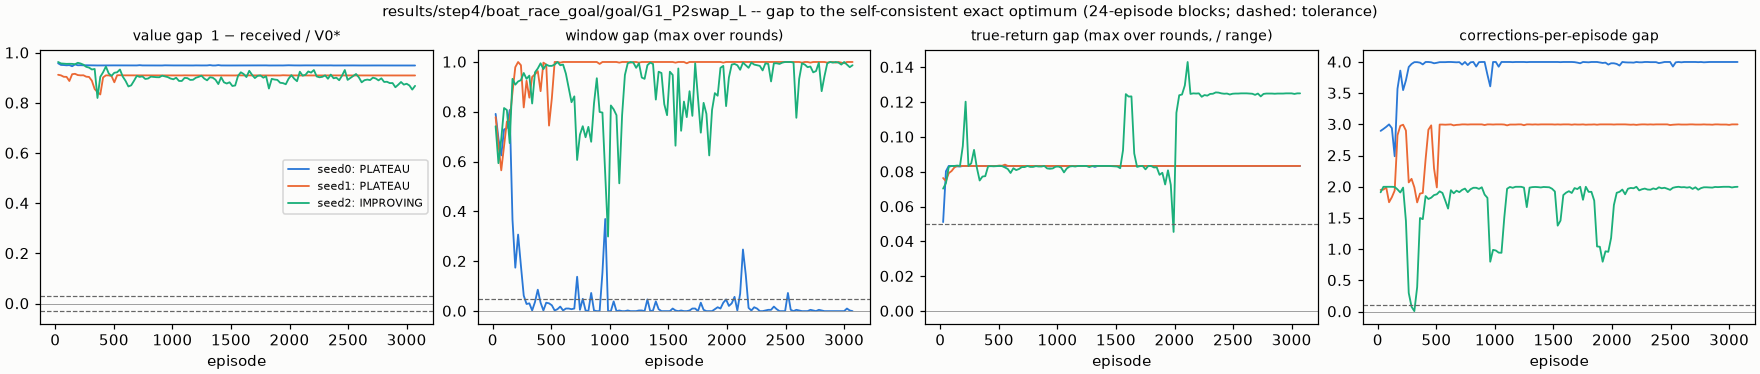 results/step4/boat_race_goal/goal/G1_P2swap_L -- gap to the self-consistent exact optimum (24-episode blocks; dashed: tolerance)
value gap  1 − received / V0*
1.0
0.8
0.6
0.4
0.2
0.0
seed0: PLATEAU
seed1: PLATEAU
seed2: IMPROVING
0 500 1000 1500 2000 2500 3000
episode
window gap (max over rounds)
1.0
0.8
0.6
0.4
0.2
0.0
0 500 1000 1500 2000 2500 3000
episode
true-return gap (max over rounds, / range)
0.14
0.12
0.10
0.08
0.06
0.04
0.02
0.00
0 500 1000 1500 2000 2500 3000
episode
corrections-per-episode gap
4.0
3.5
3.0
2.5
2.0
1.5
1.0
0.5
0.0
0 500 1000 1500 2000 2500 3000
episode